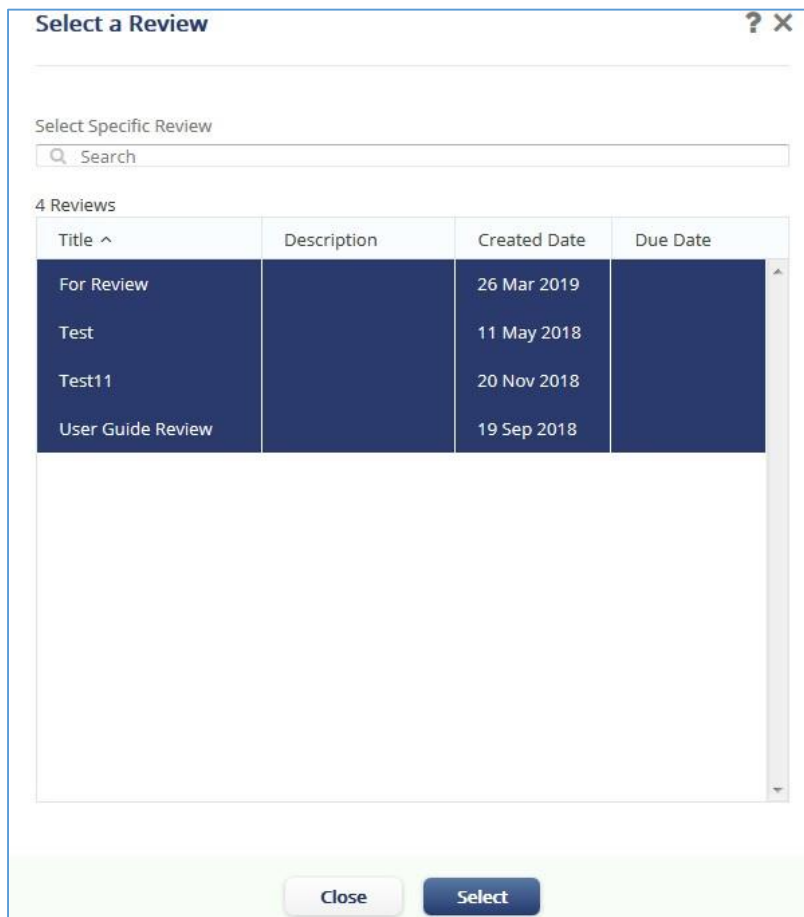 Select a Review ? ×
Select Specific Review
Search
4 Reviews
Title Description Created Date Due Date
For Review 26 Mar 2019
Test 11 May 2018
Test11 20 Nov 2018
User Guide Review 19 Sep 2018
Close Select